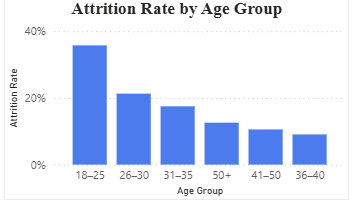 Attrition Rate by Age Group
40%
20%
0%
Attrition Rate
18–25 26–30 31–35 50+ 41–50 36–40
Age Group